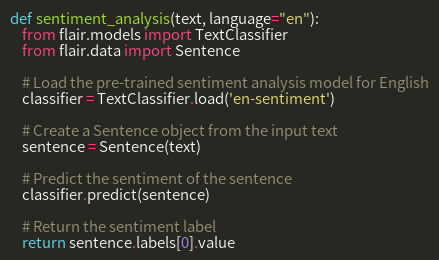 def sentiment_analysis(text, language="en"):
from flair.models import TextClassifier
from flair.data import Sentence
# Load the pre-trained sentiment analysis model for English
classifier = TextClassifier.load('en-sentiment')
# Create a Sentence object from the input text
sentence = Sentence(text)
# Predict the sentiment of the sentence
classifier.predict(sentence)
# Return the sentiment label
return sentence.labels[0].value